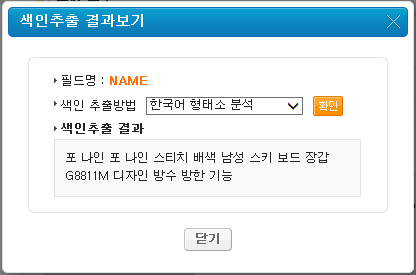 색인추출 결과보기
필드명 : NAME
색인 추출방법 한국어 형태소 분석 확인
색인추출 결과
포 나인 포 나인 스티치 배색 남성 스키 보드 장갑
G8811M 디자인 방수 방한 기능
닫기